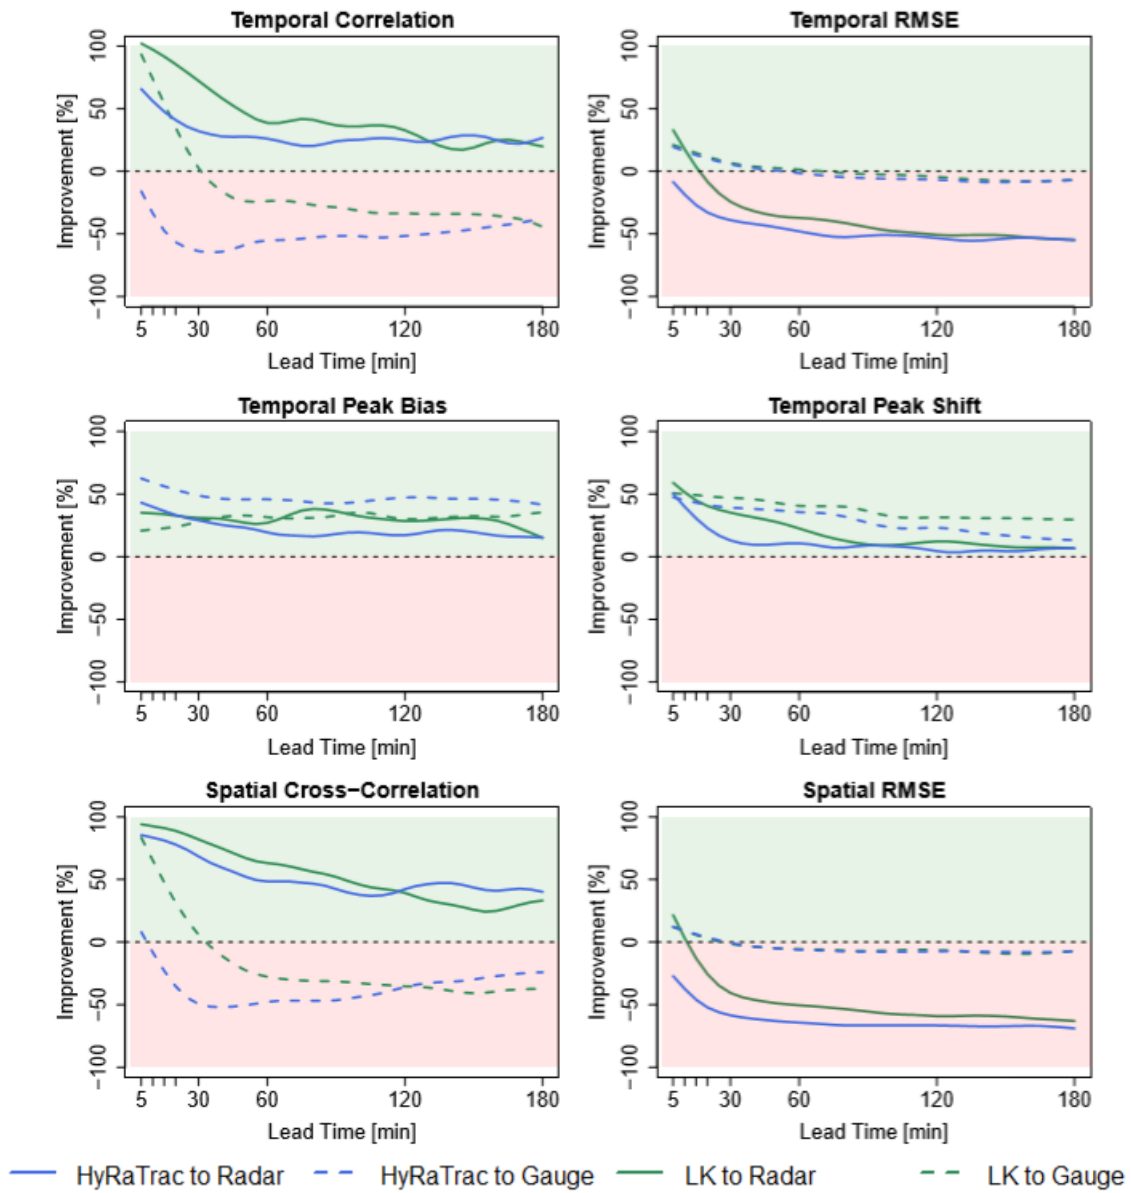 Temporal Correlation
Improvement [%]
100
50
0
−50
−100
5 30 60 120 180
Lead Time [min]
Temporal RMSE
Improvement [%]
100
50
0
−50
−100
5 30 60 120 180
Lead Time [min]
Temporal Peak Bias
Improvement [%]
100
50
0
−50
−100
5 30 60 120 180
Lead Time [min]
Temporal Peak Shift
Improvement [%]
100
50
0
−50
−100
5 30 60 120 180
Lead Time [min]
Spatial Cross−Correlation
Improvement [%]
100
50
0
−50
−100
5 30 60 120 180
Lead Time [min]
Spatial RMSE
Improvement [%]
100
50
0
−50
−100
5 30 60 120 180
Lead Time [min]
HyRaTrac to Radar HyRaTrac to Gauge LK to Radar LK to Gauge